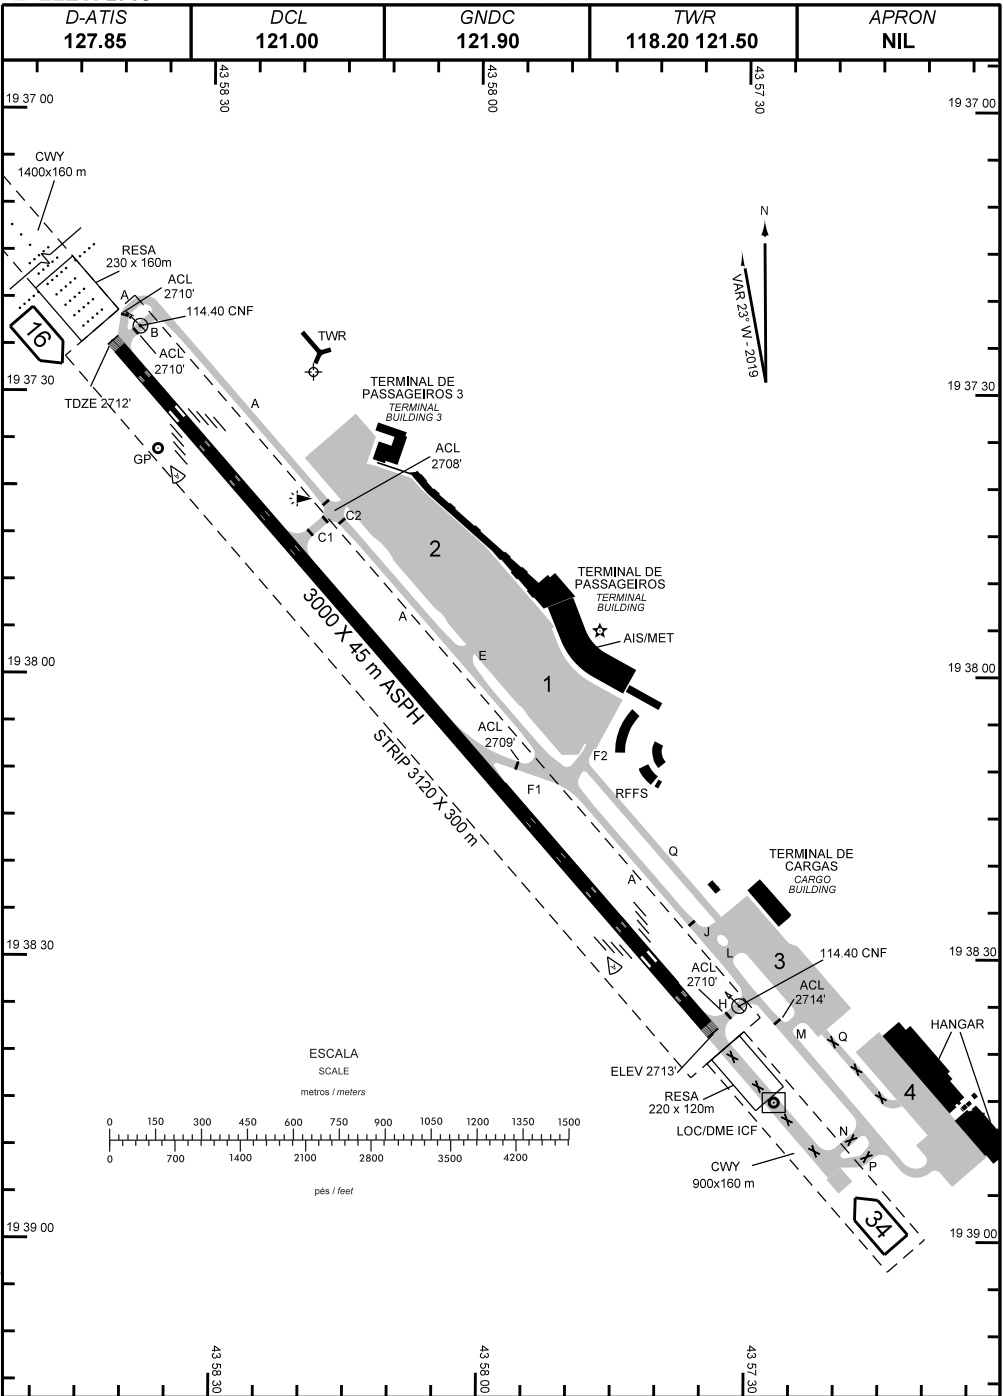 D-ATIS
127.85
DCL
121.00
GNDC
121.90
TWR
118.20 121.50
APRON
NIL
43 58 30
43 58 00
43 57 30
19 37 00
19 37 00
CWY
1400x160 m
RESA
230 x 160m
A
ACL
2710'
114.40 CNF
B
16
ACL
2710'
N
VAR 23° W - 2019
TWR
19 37 30
19 37 30
TDZE 2712'
A
TERMINAL DE
PASSAGEIROS 3
TERMINAL
BUILDING 3
GP
ACL
2708'
C2
C1
2
TERMINAL DE
PASSAGEIROS
TERMINAL
BUILDING
AIS/MET
3000 X 45 m ASPH
A
E
1
19 38 00
19 38 00
STRIP 3120 X 300 m
ACL
2709'
F2
F1
RFFS
Q
A
TERMINAL DE
CARGAS
CARGO
BUILDING
J
L
3
19 38 30
19 38 30
114.40 CNF
ACL
2710'
H
ACL
2714'
M
Q
HANGAR
4
ELEV 2713'
RESA
220 x 120m
LOC/DME ICF
N
P
CWY
900x160 m
34
ESCALA
SCALE
metros / meters
0 150 300 450 600 750 900 1050 1200 1350 1500
0 700 1400 2100 2800 3500 4200
pés / feet
19 39 00
19 39 00
43 58 30
43 58 00
43 57 30